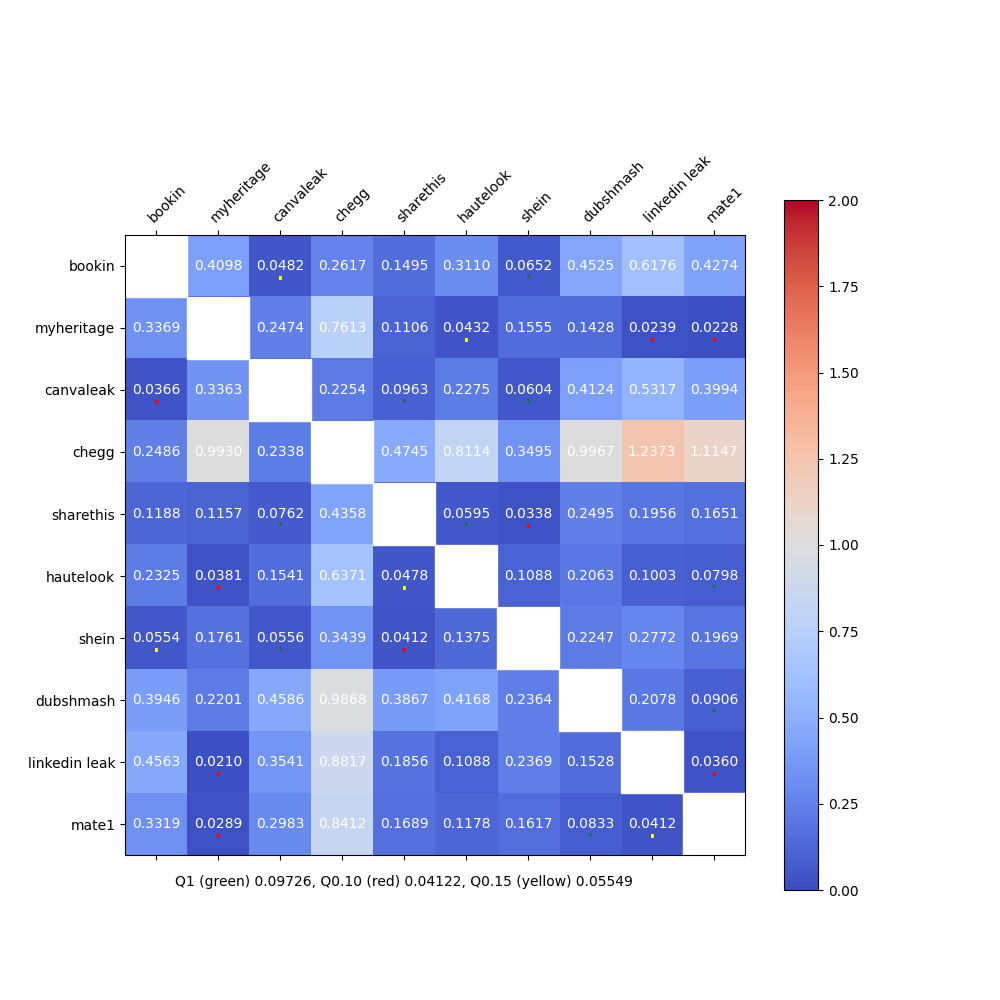 bookin myheritage canvaleak chegg sharethis hautelook shein dubshmash linkedin leak mate1
bookin 0.4098 0.0482 0.2617 0.1495 0.3110 0.0652 0.4525 0.6176 0.4274
myheritage 0.3369 0.2474 0.7613 0.1106 0.0432 0.1555 0.1428 0.0239 0.0228
canvaleak 0.0366 0.3363 0.2254 0.0963 0.2275 0.0604 0.4124 0.5317 0.3994
chegg 0.2486 0.9930 0.2338 0.4745 0.8114 0.3495 0.9967 1.2373 1.1147
sharethis 0.1188 0.1157 0.0762 0.4358 0.0595 0.0338 0.2495 0.1956 0.1651
hautelook 0.2325 0.0381 0.1541 0.6371 0.0478 0.1088 0.2063 0.1003 0.0798
shein 0.0554 0.1761 0.0556 0.3439 0.0412 0.1375 0.2247 0.2772 0.1969
dubshmash 0.3946 0.2201 0.4586 0.9868 0.3867 0.4168 0.2364 0.2078 0.0906
linkedin leak 0.4563 0.0210 0.3541 0.8817 0.1856 0.1088 0.2369 0.1528 0.0360
mate1 0.3319 0.0289 0.2983 0.8412 0.1689 0.1178 0.1617 0.0833 0.0412
Q1 (green) 0.09726, Q0.10 (red) 0.04122, Q0.15 (yellow) 0.05549
2.00
1.75
1.50
1.25
1.00
0.75
0.50
0.25
0.00